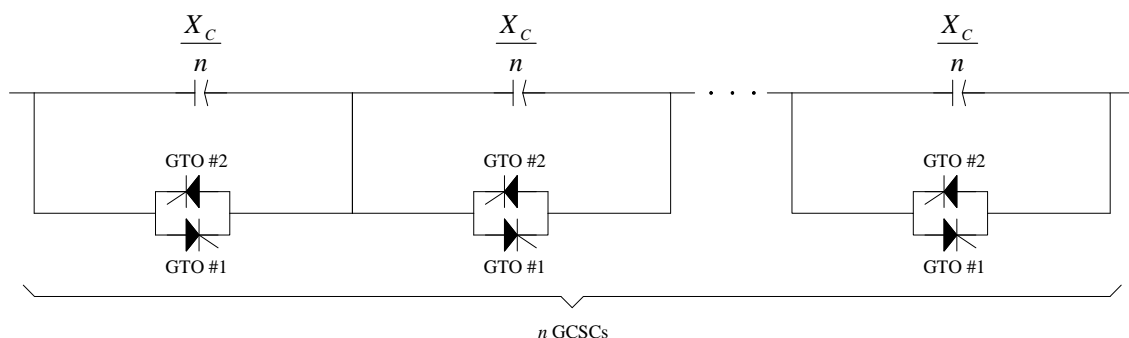 X_C
n
X_C
n
X_C
n
. . .
GTO #2
GTO #2
GTO #2
GTO #1
GTO #1
GTO #1
n GCSCs